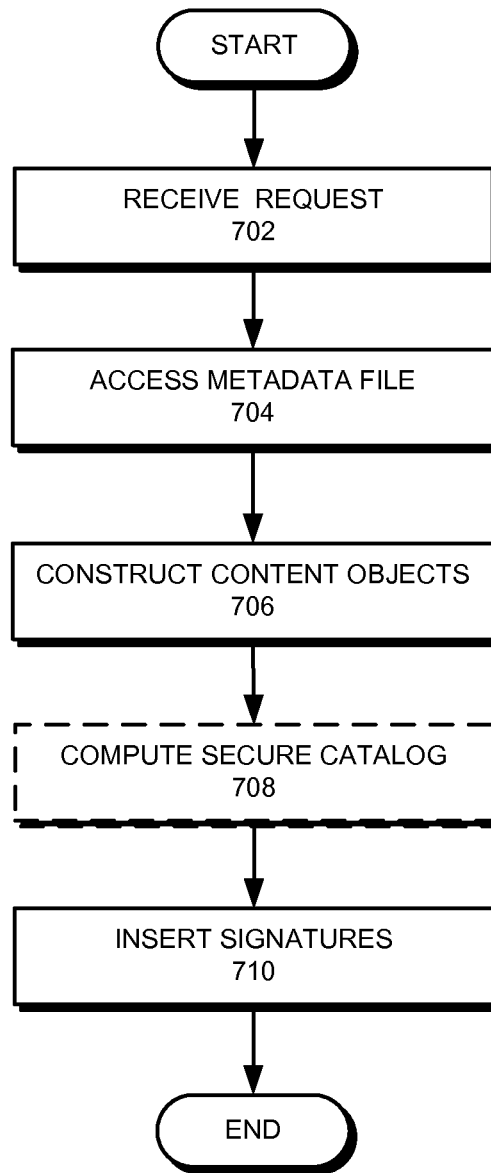 START
RECEIVE REQUEST
702
ACCESS METADATA FILE
704
CONSTRUCT CONTENT OBJECTS
706
COMPUTE SECURE CATALOG
708
INSERT SIGNATURES
710
END